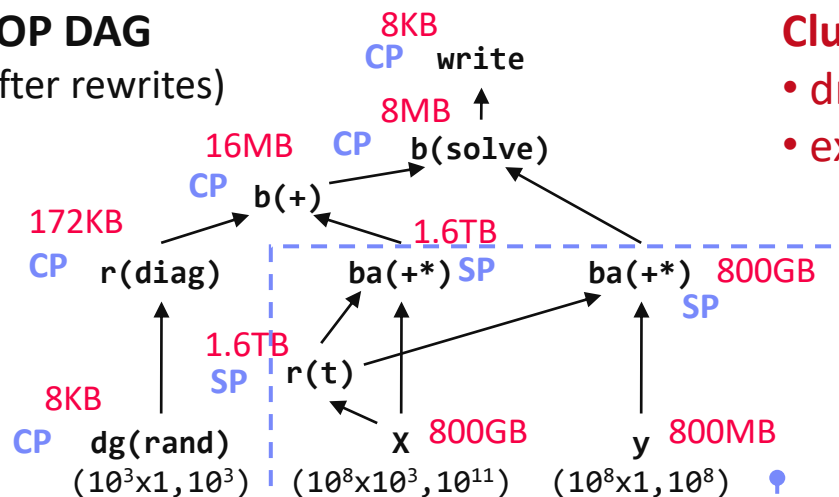 OP DAG
fter rewrites)
8KB
CP write
8MB
CP b(solve)
16MB
CP b(+)
172KB
CP r(diag)
1.6TB
ba(+*) SP
ba(+*) 800GB
SP
1.6TB
SP r(t)
8KB
CP dg(rand)
(10³x1,10³)
X 800GB
(10⁸x10³,10¹¹)
y 800MB
(10⁸x1,10⁸)
Clu
• d
• ex